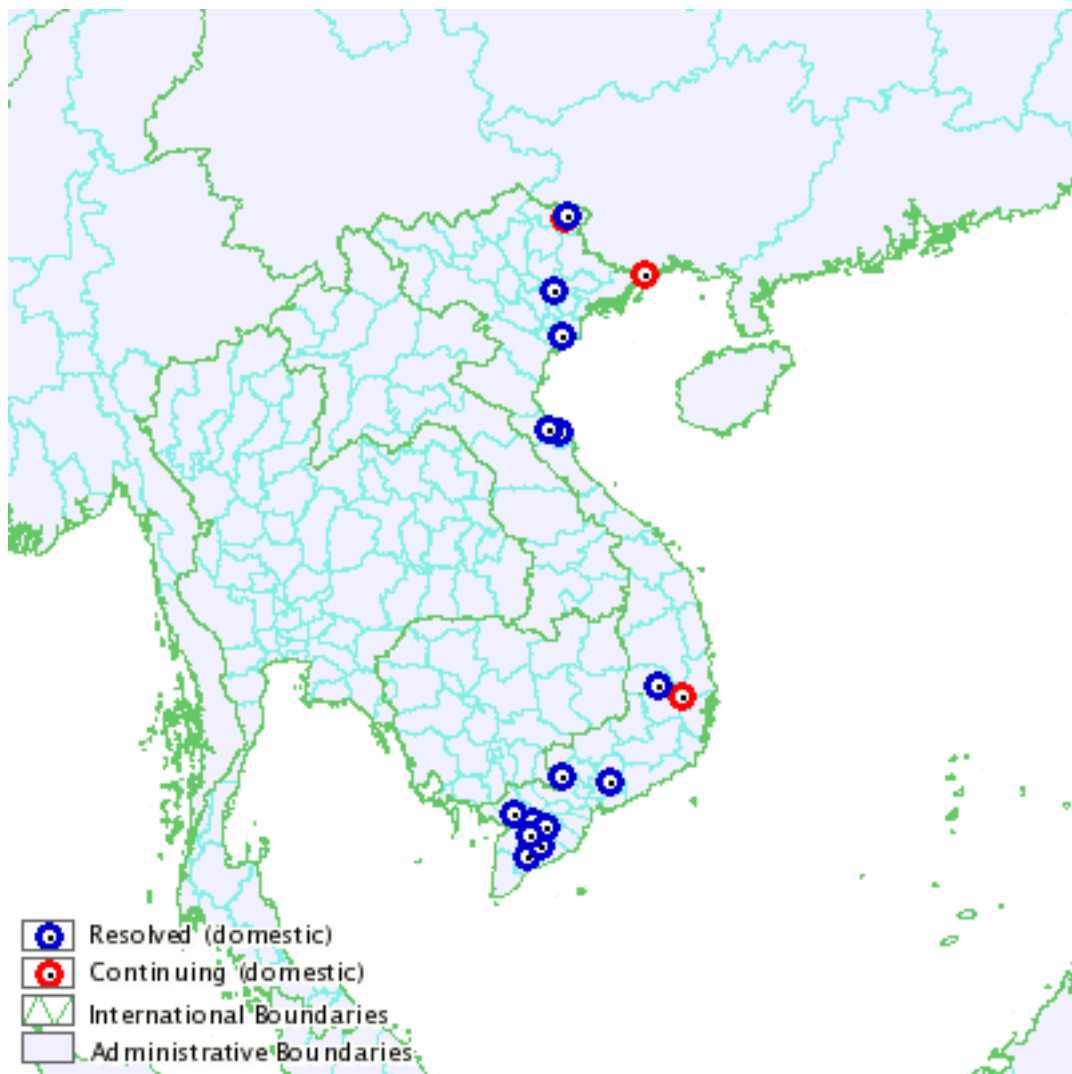 Resolved (domestic)
Continuing (domestic)
International Boundaries
Administrative Boundaries